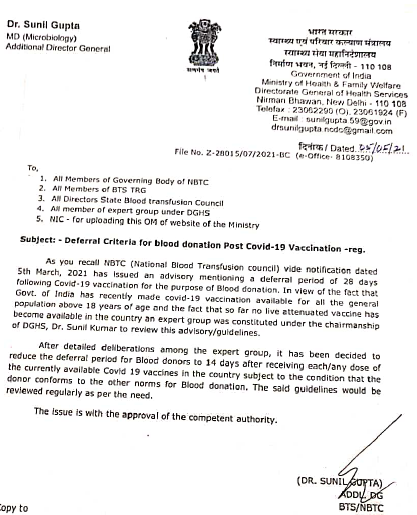 Dr. Sunil Gupta
MD (Microbiology)
Additional Director General
सत्यमेव जयते
भारत सरकार
स्वास्थ्य एवं परिवार कल्याण मंत्रालय
स्वास्थ्य सेवा महानिदेशालय
निर्माण भवन, नई दिल्ली - 110 108
Government of India
Ministry of Health & Family Welfare
Directorate General of Health Services
Nirman Bhawan, New Delhi - 110 108
Telefax : 23062290 (O), 23061924 (F)
E-mail : sunilgupta.59@gov.in
drsunilgupta.ncdc@gmail.com
दिनांक / Dated. 05/05/21
File No. Z-28015/07/2021-BC (e-Office- 8108350)
To,
1. All Members of Governing Body of NBTC
2. All Members of BTS TRG
3. All Directors State Blood transfusion Council
4. All member of expert group under DGHS
5. NIC - for uploading this OM of website of the Ministry
Subject: - Deferral Criteria for blood donation Post Covid-19 Vaccination -reg.
As you recall NBTC (National Blood Transfusion council) vide notification dated
5th March, 2021 has issued an advisory mentioning a deferral period of 28 days
following Covid-19 vaccination for the purpose of Blood donation. In view of the fact that
Govt. of India has recently made covid-19 vaccination available for all the general
population above 18 years of age and the fact that so far no live attenuated vaccine has
become available in the country an expert group was constituted under the chairmanship
of DGHS, Dr. Sunil Kumar to review this advisory/guidelines.
After detailed deliberations among the expert group, it has been decided to
reduce the deferral period for Blood donors to 14 days after receiving each/any dose of
the currently available Covid 19 vaccines in the country subject to the condition that the
donor conforms to the other norms for Blood donation. The said guidelines would be
reviewed regularly as per the need.
The issue is with the approval of the competent authority.
(DR. SUNIL GUPTA)
ADDL. DG
BTS/NBTC
Copy to